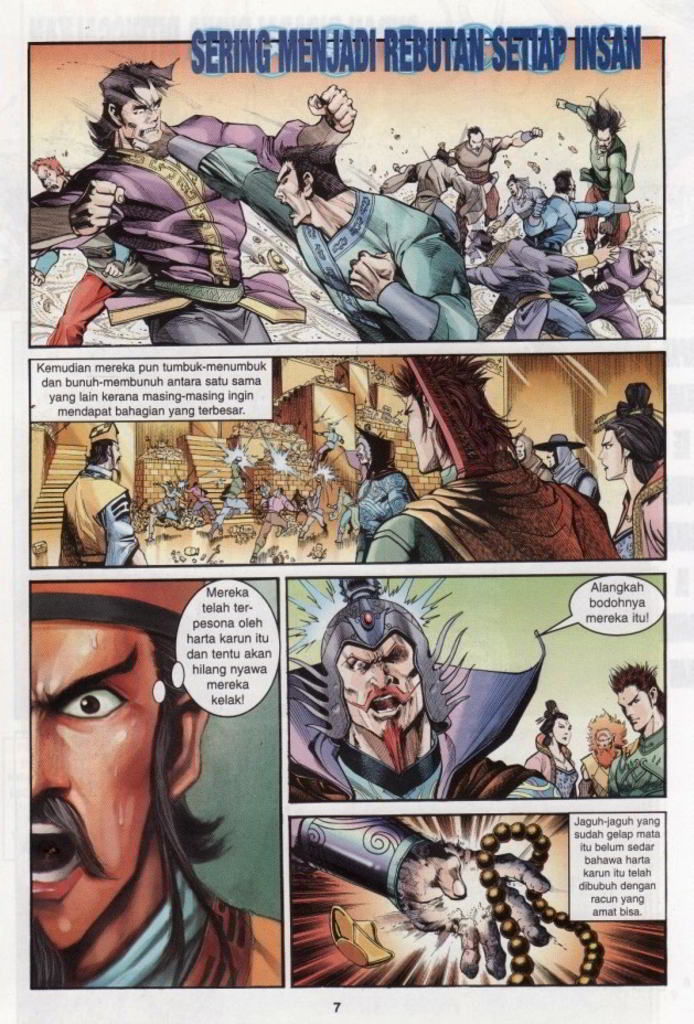 SERING MENJADI REBUTAN SETIAP INSAN
Kemudian mereka pun tumbuk-menumbuk
dan bunuh-membunuh antara satu sama
yang lain kerana masing-masing ingin
mendapat bahagian yang terbesar.
Mereka
telah ter-
pesona oleh
harta karun itu
dan tentu akan
hilang nyawa
mereka
kelak!
Alangkah
bodohnya
mereka itu!
Jaguh-jaguh yang
sudah gelap mata
itu belum sedar
bahawa harta
karun itu telah
dibubuh dengan
racun yang
amat bisa.
7